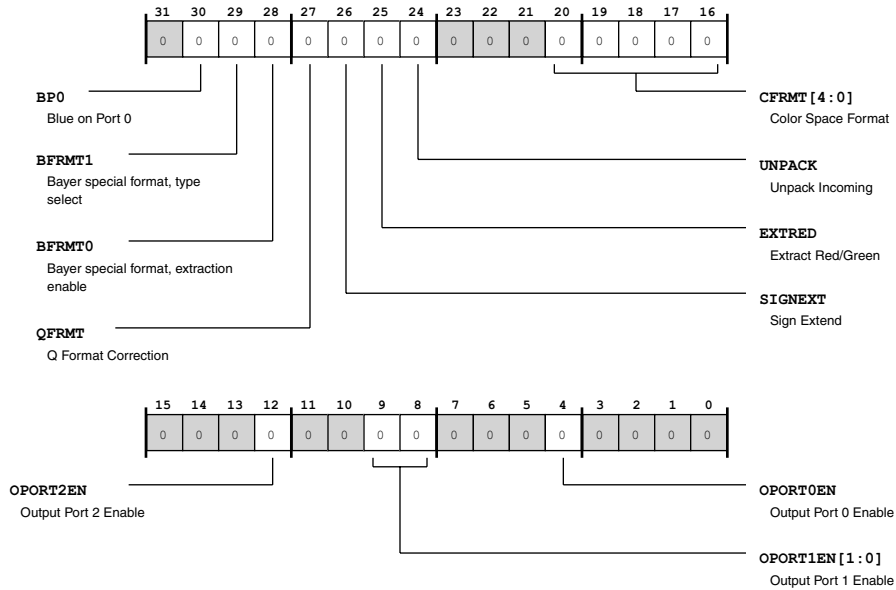 31 30 29 28 27 26 25 24 23 22 21 20 19 18 17 16
0 0 0 0 0 0 0 0 0 0 0 0 0 0 0 0
BP0
Blue on Port 0
BFRMT1
Bayer special format, type
select
BFRMT0
Bayer special format, extraction
enable
QFRMT
Q Format Correction
CFRMT[4:0]
Color Space Format
UNPACK
Unpack Incoming
EXTRED
Extract Red/Green
SIGNEXT
Sign Extend
15 14 13 12 11 10 9 8 7 6 5 4 3 2 1 0
0 0 0 0 0 0 0 0 0 0 0 0 0 0 0 0
OPORT2EN
Output Port 2 Enable
OPORT0EN
Output Port 0 Enable
OPORT1EN[1:0]
Output Port 1 Enable